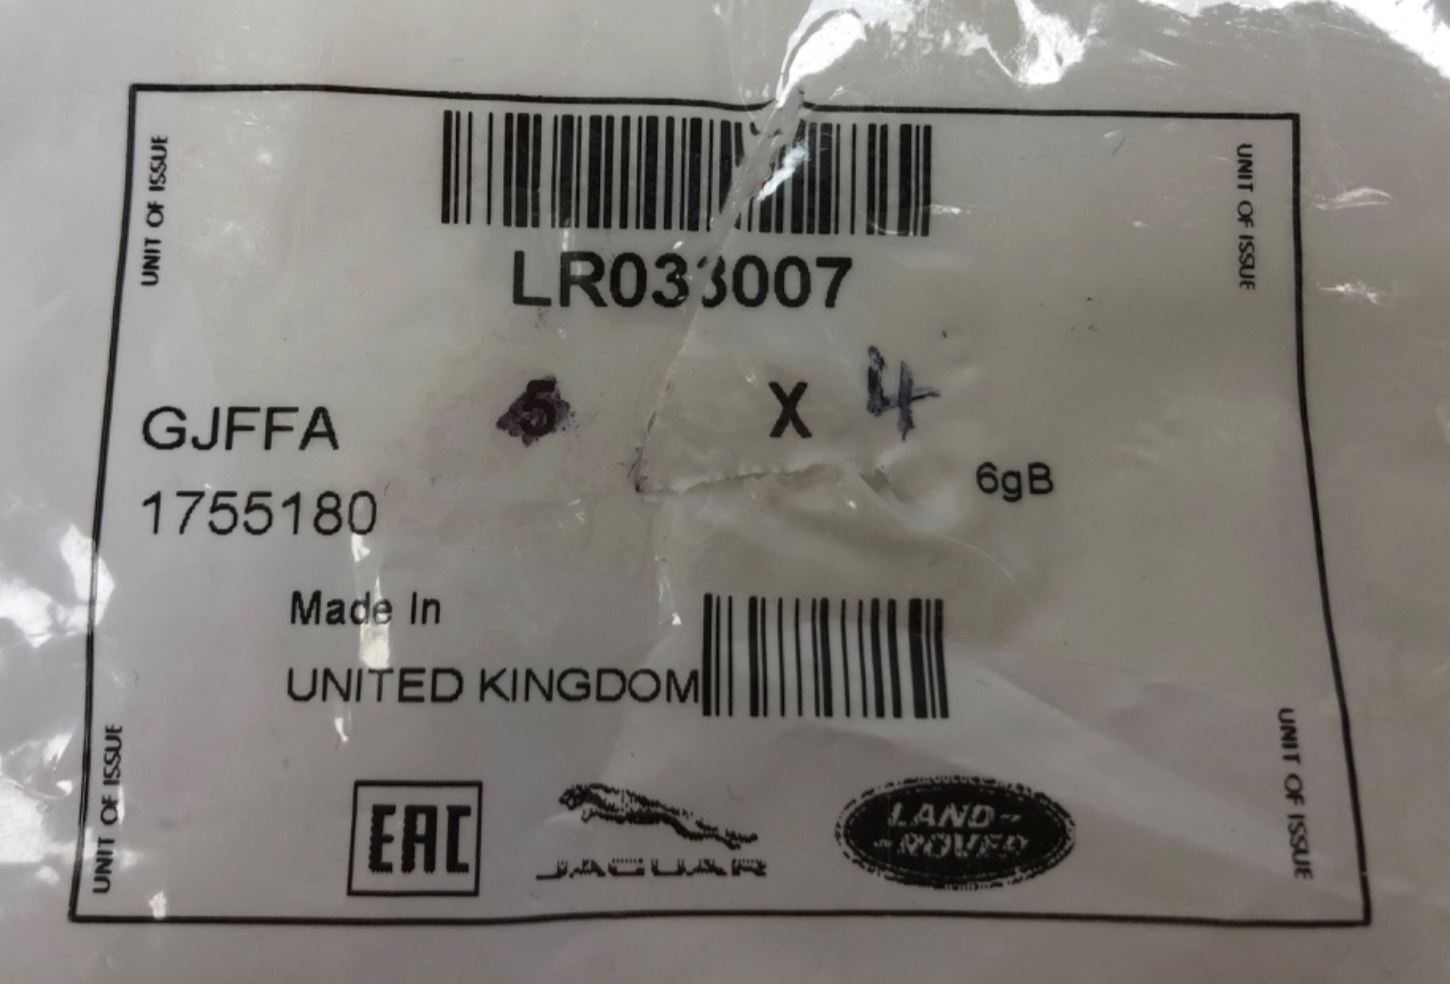 UNIT OF ISSUE
UNIT OF ISSUE
LR033007
GJFFA
5 X 4
6gB
1755180
Made In
UNITED KINGDOM
UNIT OF ISSUE
UNIT OF ISSUE
EAC
JAGUAR
LAND-
-ROVER